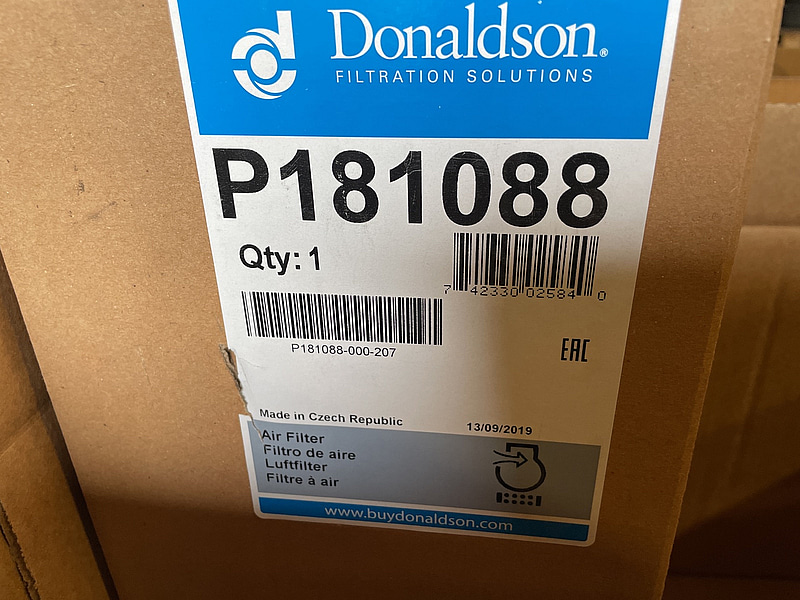 Donaldson®
FILTRATION SOLUTIONS
P181088
Qty: 1
7 42330 02584 0
P181088-000-207
EAC
Made in Czech Republic
13/09/2019
Air Filter
Filtro de aire
Luftfilter
Filtre à air
www.buydonaldson.com